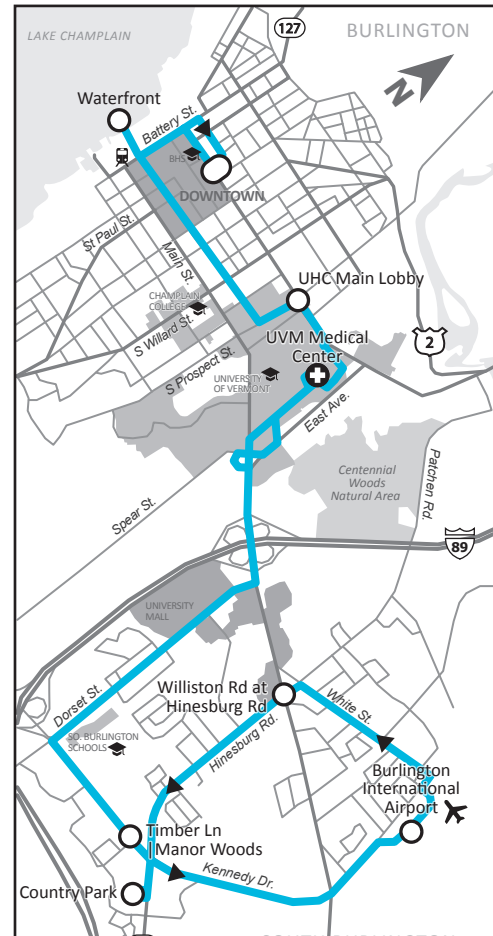 127
BURLINGTON
LAKE CHAMPLAIN
N
Waterfront
Battery St.
BHS
DOWNTOWN
St Paul St.
Main St.
UHC Main Lobby
CHAMPLAIN
COLLEGE
S Willard St.
UVM Medical
Center
2
S Prospect St.
UNIVERSITY
OF VERMONT
East Ave.
Centennial
Woods
Natural Area
Patchen Rd.
Spear St.
89
UNIVERSITY
MALL
Williston Rd at
Hinesburg Rd
Dorset St.
White St.
Hinesburg Rd.
SO. BURLINGTON
SCHOOLS
Burlington
International
Airport
Timber Ln
|Manor Woods
Kennedy Dr.
Country Park
SOUTH BURLINGTON